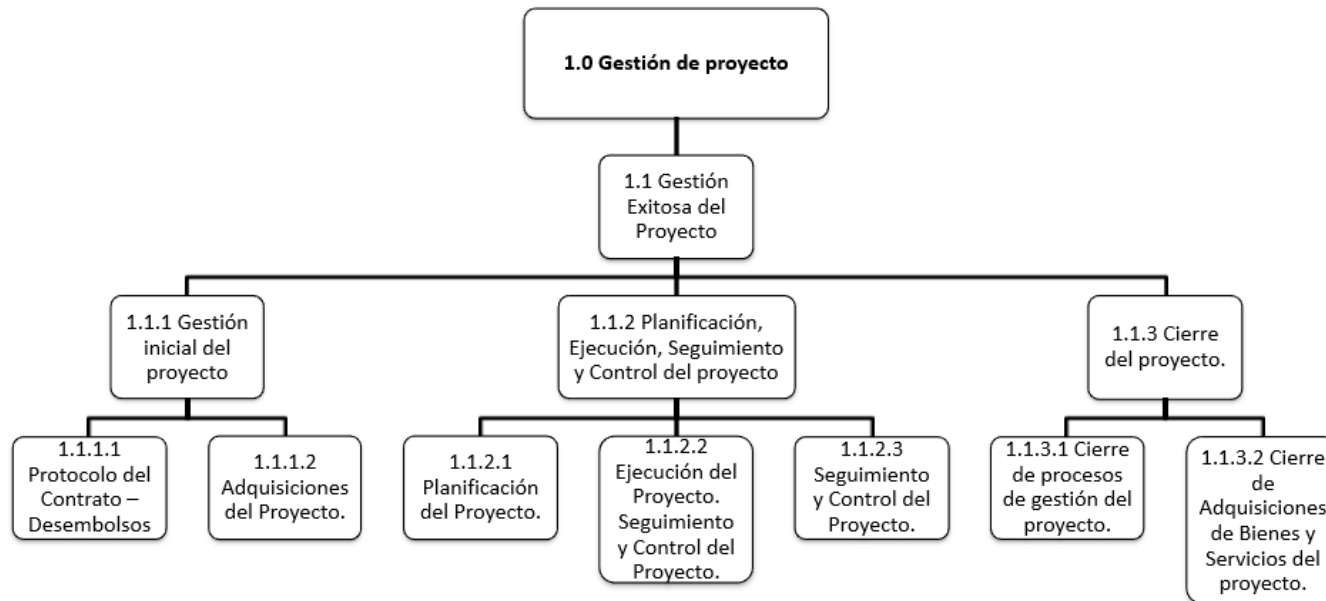 1.0 Gestión de proyecto
1.1 Gestión
Exitosa del
Proyecto
1.1.1 Gestión
inicial del
proyecto
1.1.2 Planificación,
Ejecución, Seguimiento
y Control del proyecto
1.1.3 Cierre
del proyecto.
1.1.1.1
Protocolo del
Contrato –
Desembolsos
1.1.1.2
Adquisiciones
del Proyecto.
1.1.2.1
Planificación
del Proyecto.
1.1.2.2
Ejecución del
Proyecto.
Seguimiento
y Control del
Proyecto.
1.1.2.3
Seguimiento
y Control del
Proyecto.
1.1.3.1 Cierre
de procesos
de gestión del
proyecto.
1.1.3.2 Cierre
de
Adquisiciones
de Bienes y
Servicios del
proyecto.